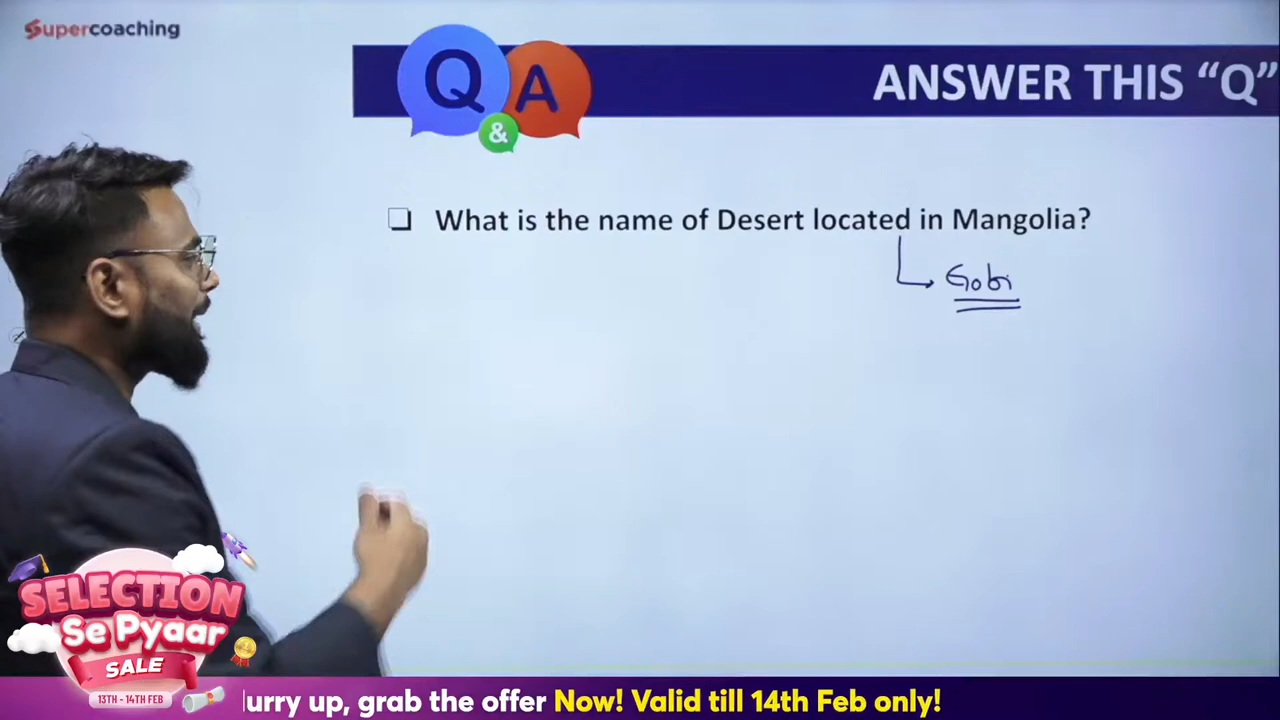 Supercoaching
Q & A
ANSWER THIS “Q”
❑ What is the name of Desert located in Mangolia?
Gobi
SELECTION
Se Pyaar
SALE
13TH - 14TH FEB
urry up, grab the offer Now! Valid till 14th Feb only!